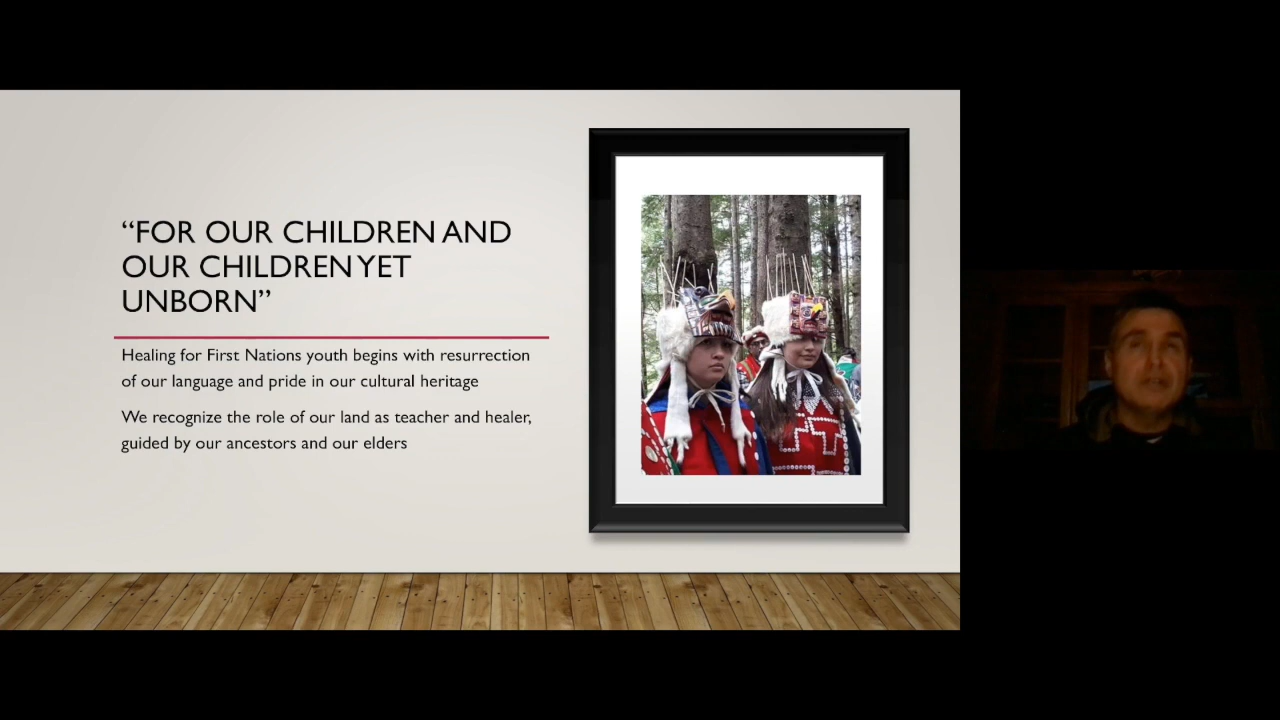 “FOR OUR CHILDREN AND
OUR CHILDREN YET
UNBORN”
Healing for First Nations youth begins with resurrection
of our language and pride in our cultural heritage
We recognize the role of our land as teacher and healer,
guided by our ancestors and our elders